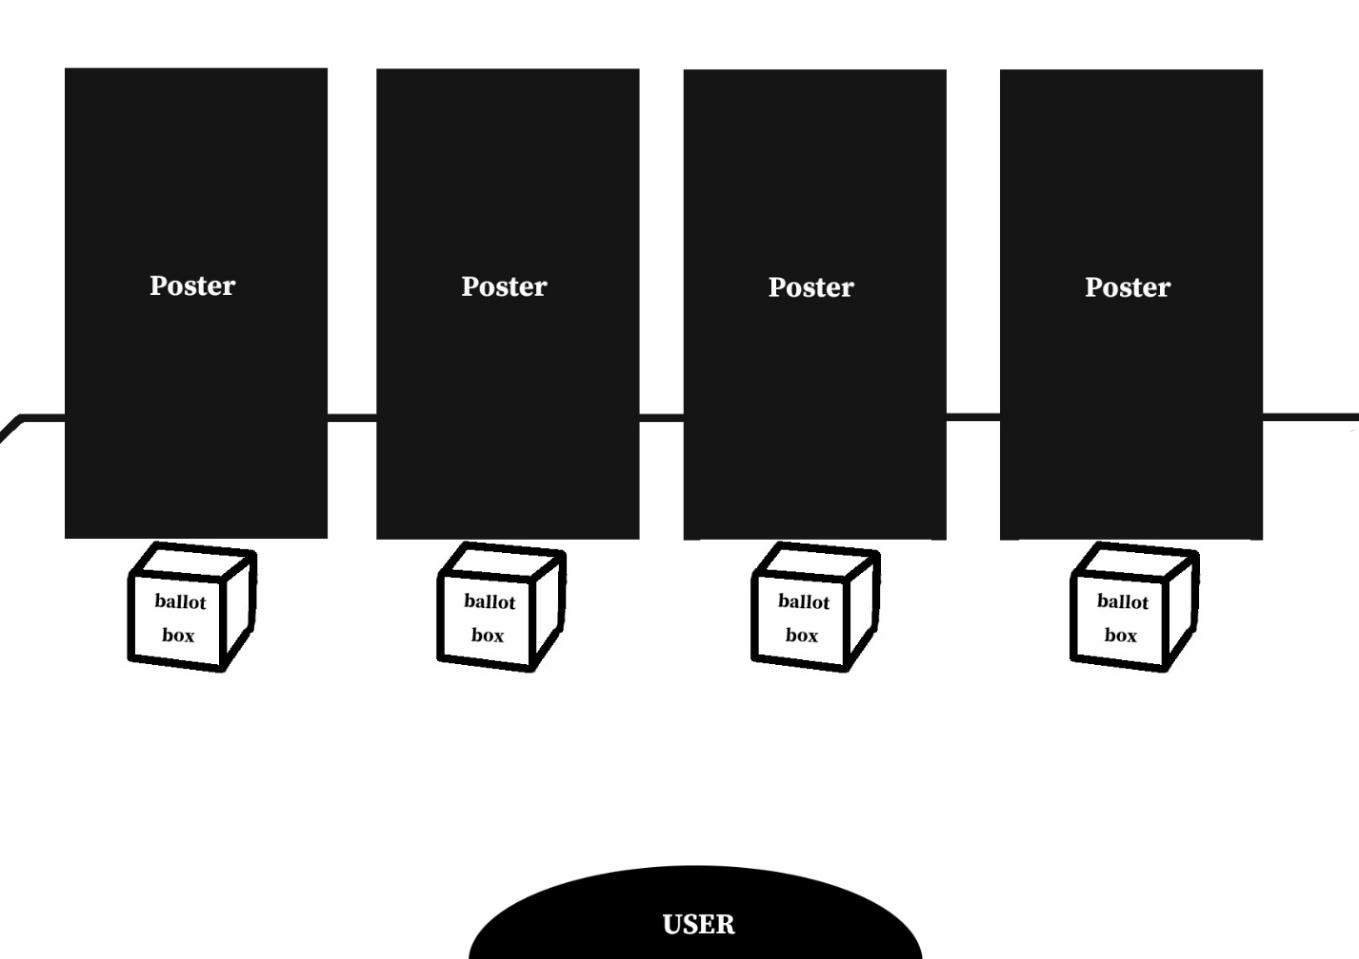 Poster
Poster
Poster
Poster
ballot
box
ballot
box
ballot
box
ballot
box
USER